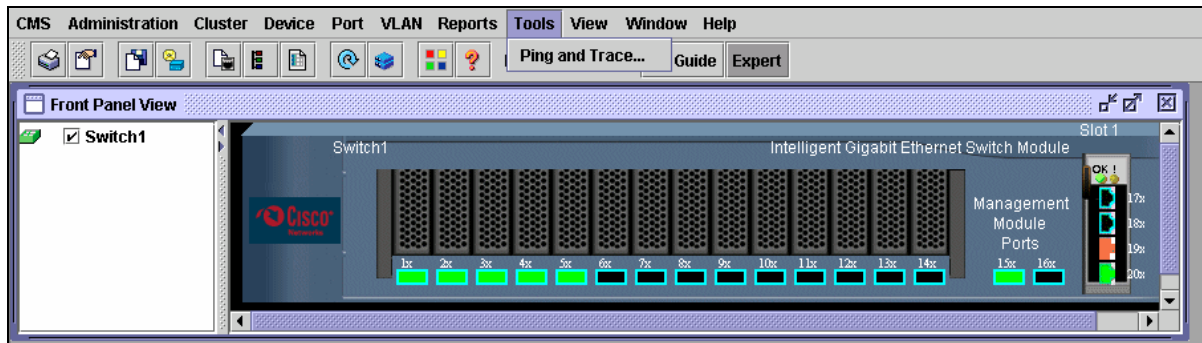 CMS Administration Cluster Device Port VLAN Reports Tools View Window Help
Ping and Trace...
Guide Expert
Front Panel View
Switch1
Switch1
Intelligent Gigabit Ethernet Switch Module
Slot 1
OK !
Cisco
Management
Module
Ports
17x
18x
19x
20x
1x 2x 3x 4x 5x 6x 7x 8x 9x 10x 11x 12x 13x 14x
15x 16x